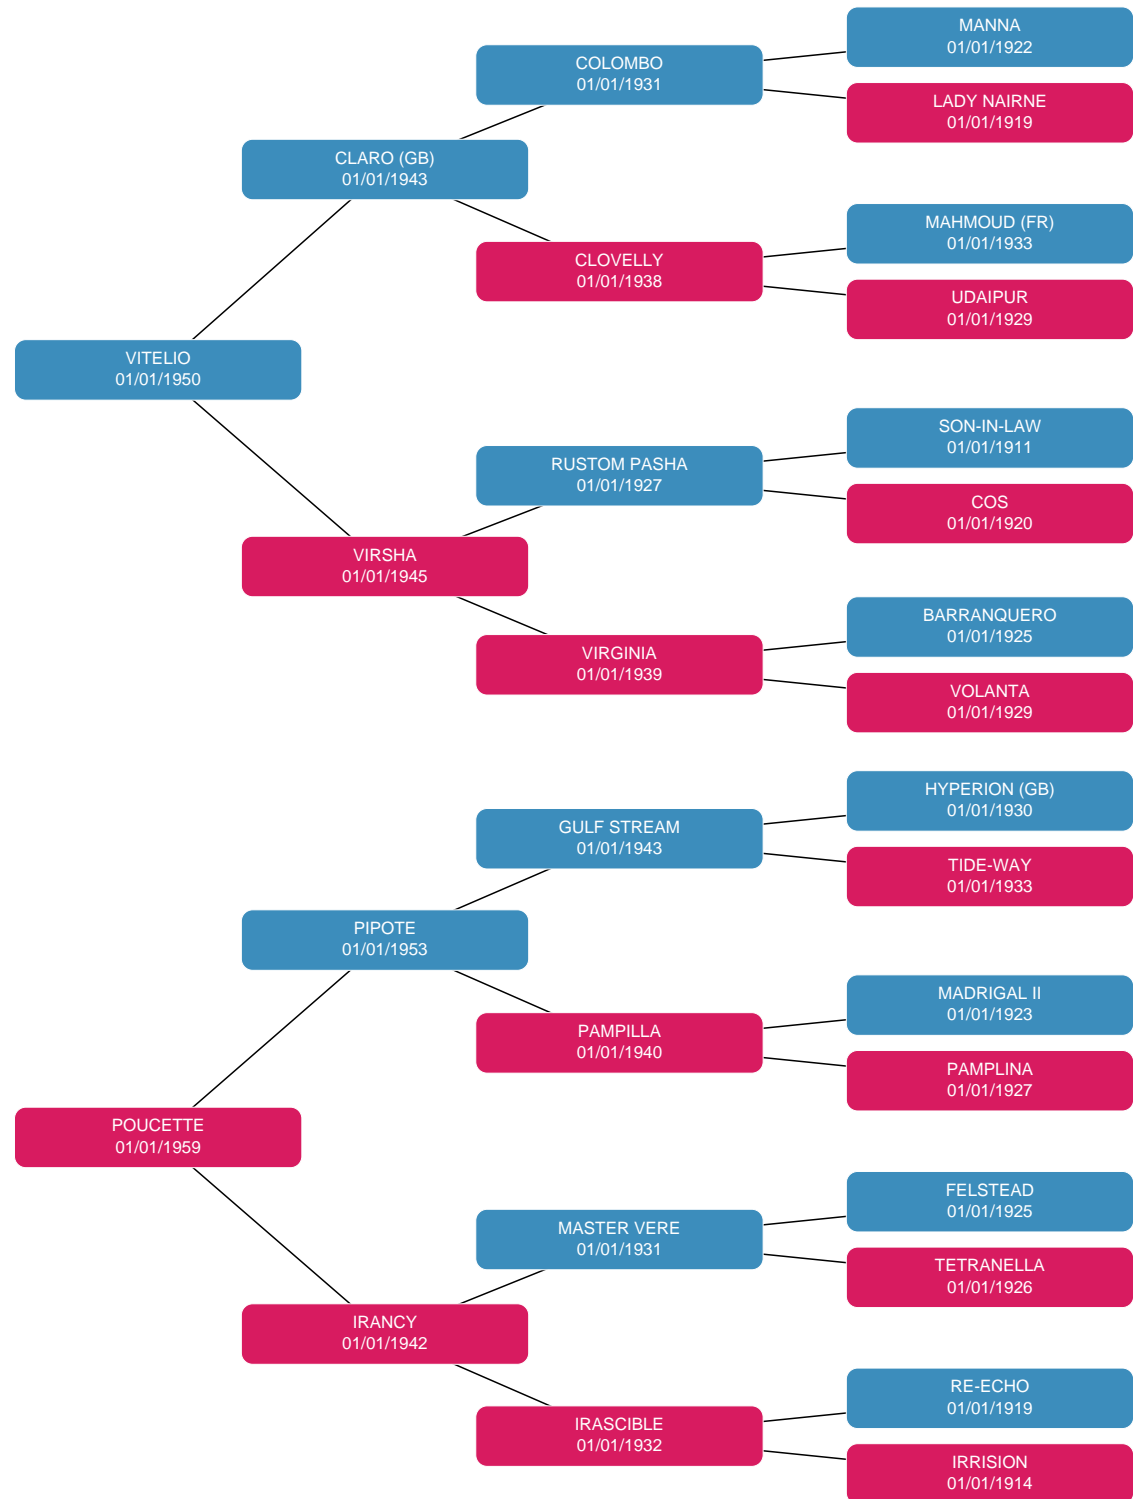 MANNA
01/01/1922
COLOMBO
01/01/1931
LADY NAIRNE
01/01/1919
CLARO (GB)
01/01/1943
MAHMOUD (FR)
01/01/1933
CLOVELLY
01/01/1938
UDAIPUR
01/01/1929
VITELIO
01/01/1950
SON-IN-LAW
01/01/1911
RUSTOM PASHA
01/01/1927
COS
01/01/1920
VIRSHA
01/01/1945
BARRANQUERO
01/01/1925
VIRGINIA
01/01/1939
VOLANTA
01/01/1929
HYPERION (GB)
01/01/1930
GULF STREAM
01/01/1943
TIDE-WAY
01/01/1933
PIPOTE
01/01/1953
MADRIGAL II
01/01/1923
PAMPILLA
01/01/1940
PAMPLINA
01/01/1927
POUCETTE
01/01/1959
FELSTEAD
01/01/1925
MASTER VERE
01/01/1931
TETRANELLA
01/01/1926
IRANCY
01/01/1942
RE-ECHO
01/01/1919
IRASCIBLE
01/01/1932
IRRISION
01/01/1914